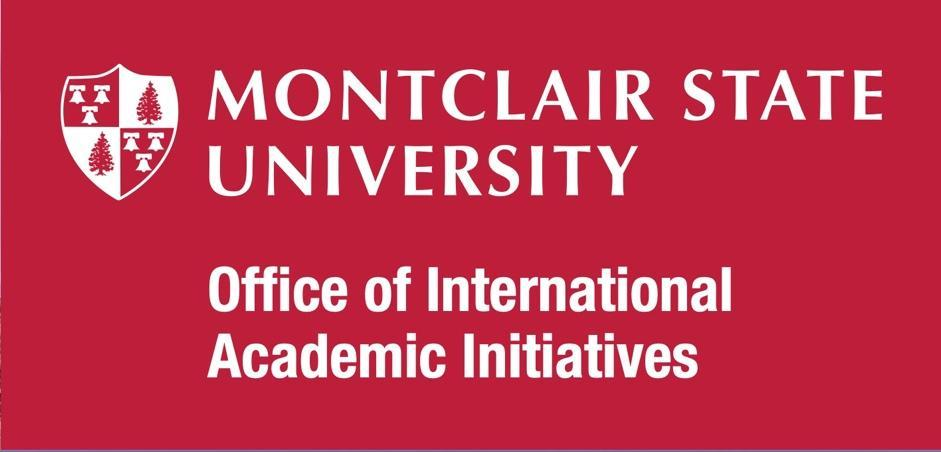 MONTCLAIR STATE
UNIVERSITY
Office of International
Academic Initiatives